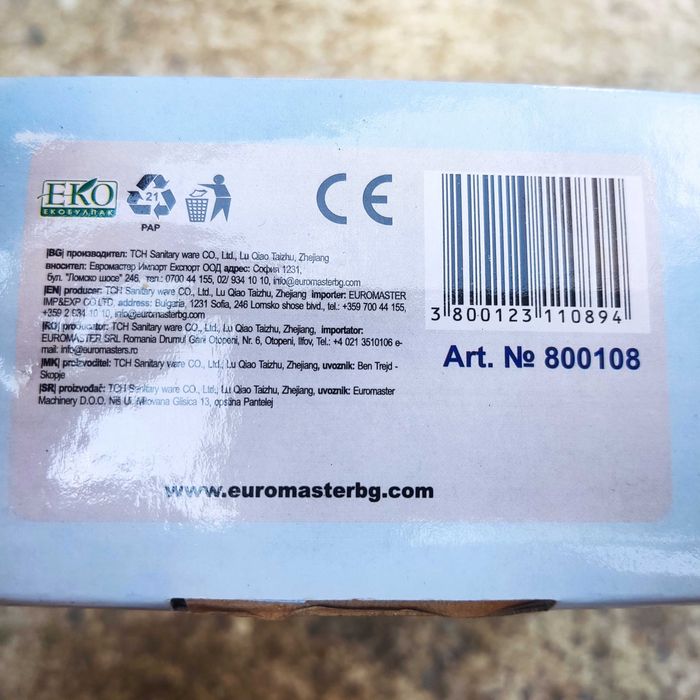 EKO
ЕКОБУЛПАК
21
PAP
CE
|BG| производител: TCH Sanitary ware CO., Ltd., Lu Qiao Taizhu, Zhejiang
вносител: Евромастер Импорт Експорт ООД адрес: София 1231,
бул. "Ломско шосе" 246, тел.: 0700 44 155, 02/ 934 10 10, info@euromasterbg.com
|EN| producer: TCH Sanitary ware CO., Ltd., Lu Qiao Taizhu, Zhejiang importer: EUROMASTER
IMP&EXP CO LTD, address: Bulgaria, 1231 Sofia, 246 Lomsko shose blvd., tel.: +359 700 44 155,
+359 2 934 10 10, info@euromasterbg.com
|RO| producator: TCH Sanitary ware CO., Ltd., Lu Qiao Taizhu, Zhejiang, importator:
EUROMASTER SRL Romania Drumul Garii Otopeni, Nr. 6, Otopeni, Ilfov, Tel.: +4 021 3510106 e-
mail: info@euromasters.ro
|MK| proizvoditel: TCH Sanitary ware CO., Ltd., Lu Qiao Taizhu, Zhejiang, uvoznik: Ben Trejd -
Skopje
|SR| proizvođač: TCH Sanitary ware CO., Ltd., Lu Qiao Taizhu, Zhejiang, uvoznik: Euromaster
Machinery D.O.O. Niš Ul. Milovana Glisica 13, opština Pantelej
3 800123 110894
Art. № 800108
www.euromasterbg.com